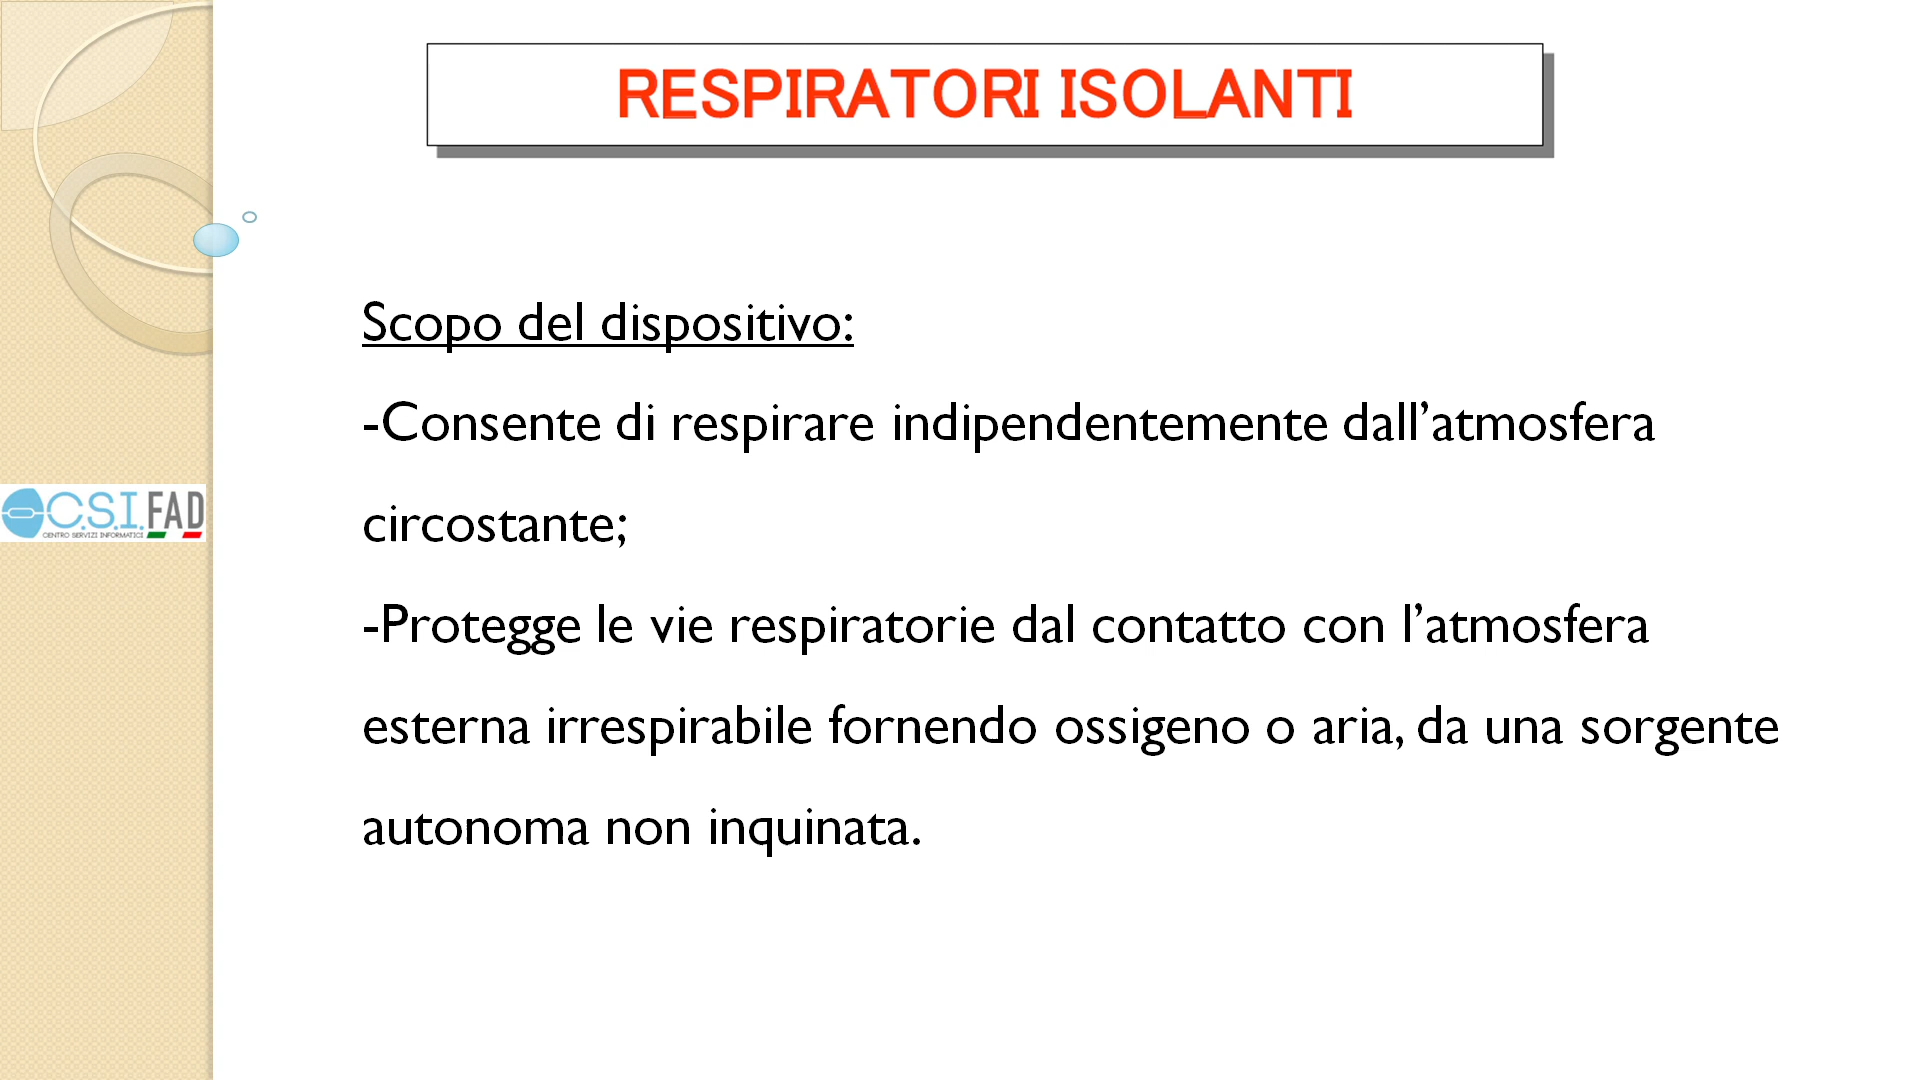 RESPIRATORI ISOLANTI
Scopo del dispositivo:
-Consente di respirare indipendentemente dall’atmosfera
circostante;
-Protegge le vie respiratorie dal contatto con l’atmosfera
esterna irrespirabile fornendo ossigeno o aria, da una sorgente
autonoma non inquinata.
C.S.I. FAD
CENTRO SERVIZI INFORMATICI